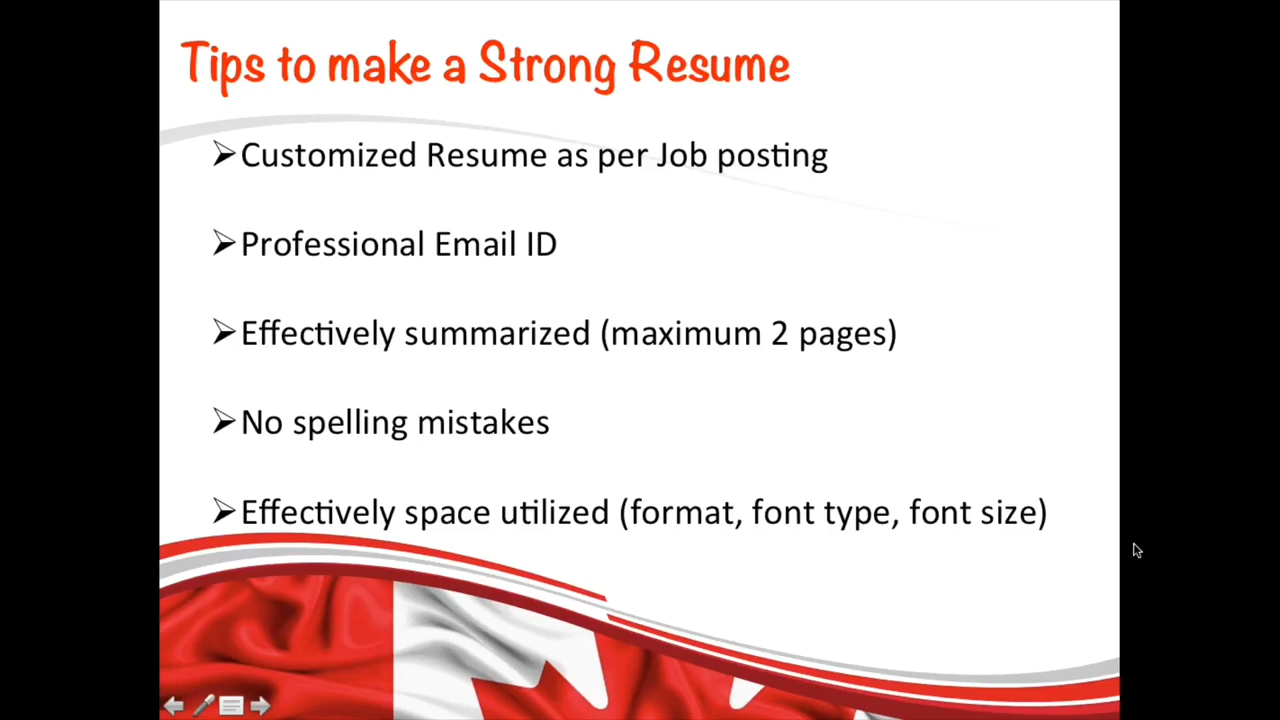 Tips to make a Strong Resume
➢Customized Resume as per Job posting
➢Professional Email ID
➢Effectively summarized (maximum 2 pages)
➢No spelling mistakes
➢Effectively space utilized (format, font type, font size)